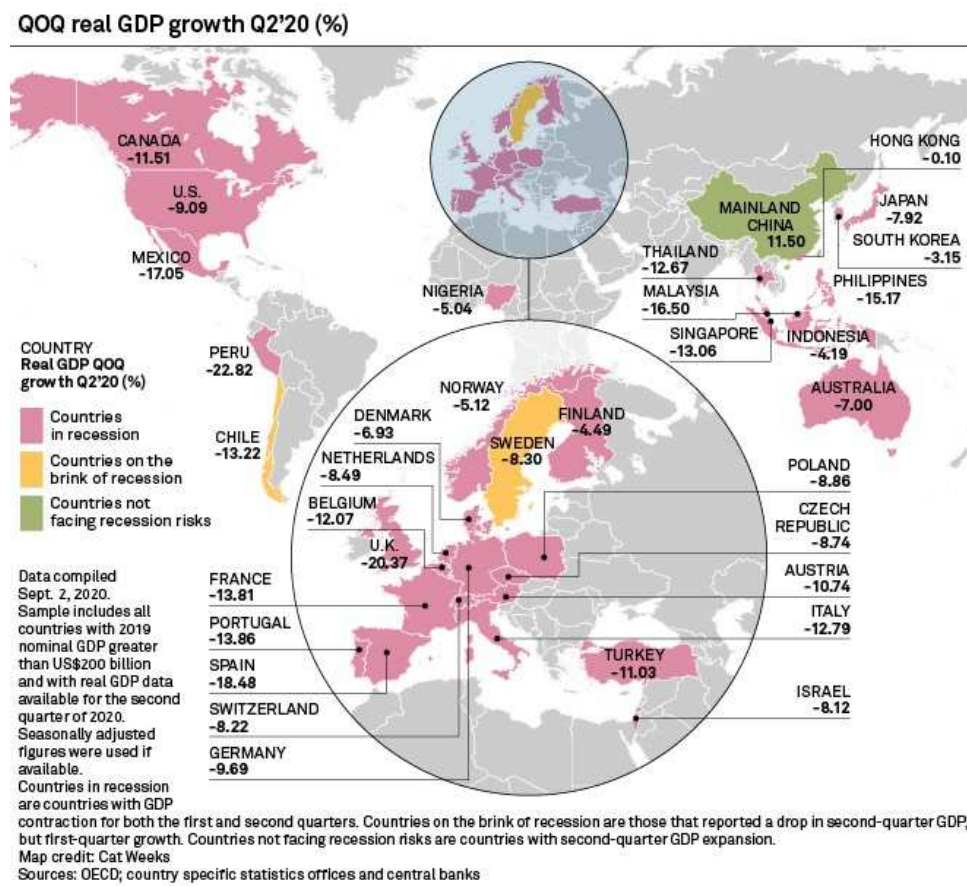 QOQ real GDP growth Q2'20 (%)
CANADA
-11.51
U.S.
-9.09
MEXICO
-17.05
HONG KONG
-0.10
MAINLAND
CHINA
11.50
JAPAN
-7.92
SOUTH KOREA
-3.15
THAILAND
-12.67
MALAYSIA
-16.50
PHILIPPINES
-15.17
SINGAPORE
-13.06
INDONESIA
-4.19
NIGERIA
-5.04
AUSTRALIA
-7.00
PERU
-22.82
CHILE
-13.22
COUNTRY
Real GDP QOQ
growth Q2'20 (%)
Countries
in recession
Countries on the
brink of recession
Countries not
facing recession risks
NORWAY
-5.12
DENMARK
-6.93
FINLAND
-4.49
SWEDEN
-8.30
NETHERLANDS
-8.49
BELGIUM
-12.07
U.K.
-20.37
POLAND
-8.86
CZECH
REPUBLIC
-8.74
AUSTRIA
-10.74
ITALY
-12.79
FRANCE
-13.81
PORTUGAL
-13.86
SPAIN
-18.48
SWITZERLAND
-8.22
GERMANY
-9.69
TURKEY
-11.03
ISRAEL
-8.12
Data compiled
Sept. 2, 2020.
Sample includes all
countries with 2019
nominal GDP greater
than US$200 billion
and with real GDP data
available for the second
quarter of 2020.
Seasonally adjusted
figures were used if
available.
Countries in recession
are countries with GDP
contraction for both the first and second quarters. Countries on the brink of recession are those that reported a drop in second-quarter GDP,
but first-quarter growth. Countries not facing recession risks are countries with second-quarter GDP expansion.
Map credit: Cat Weeks
Sources: OECD; country specific statistics offices and central banks